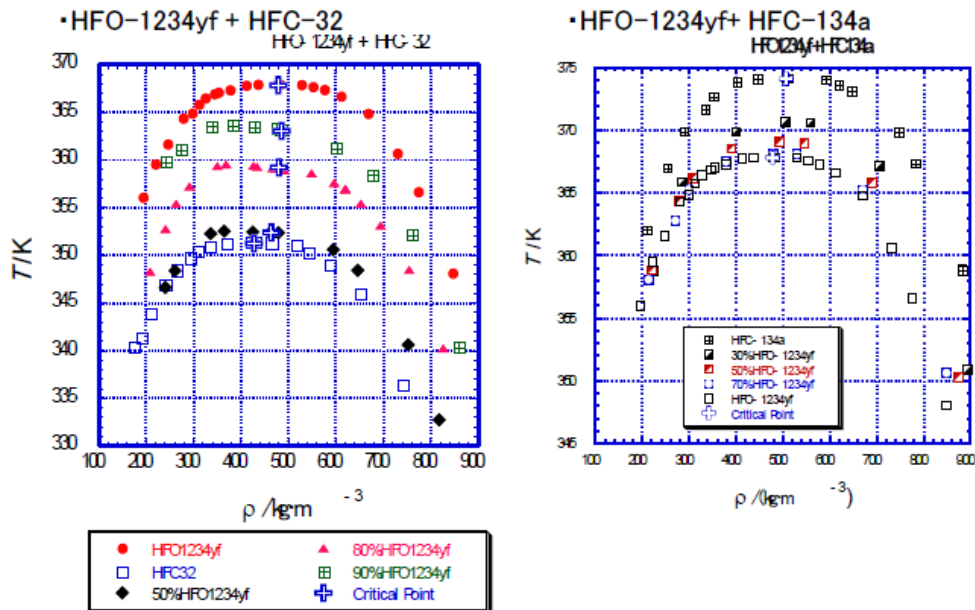 ・HFO-1234yf + HFC-32
HFO-1234yf + HFC-32
370
365
360
355
350
345
340
335
330
T/K
100 200 300 400 500 600 700 800 900
ρ /kg·m -3
HFO1234yf
HFC32
50%HFO1234yf
80%HFO1234yf
90%HFO1234yf
Critical Point
・HFO-1234yf+ HFC-134a
HFO1234yf+HFC134a
375
370
365
360
355
350
345
T/K
HFC-134a
30%HFO-1234yf
50%HFO-1234yf
70%HFO-1234yf
HFO-1234yf
Critical Point
100 200 300 400 500 600 700 800 900
ρ /(kg·m -3)